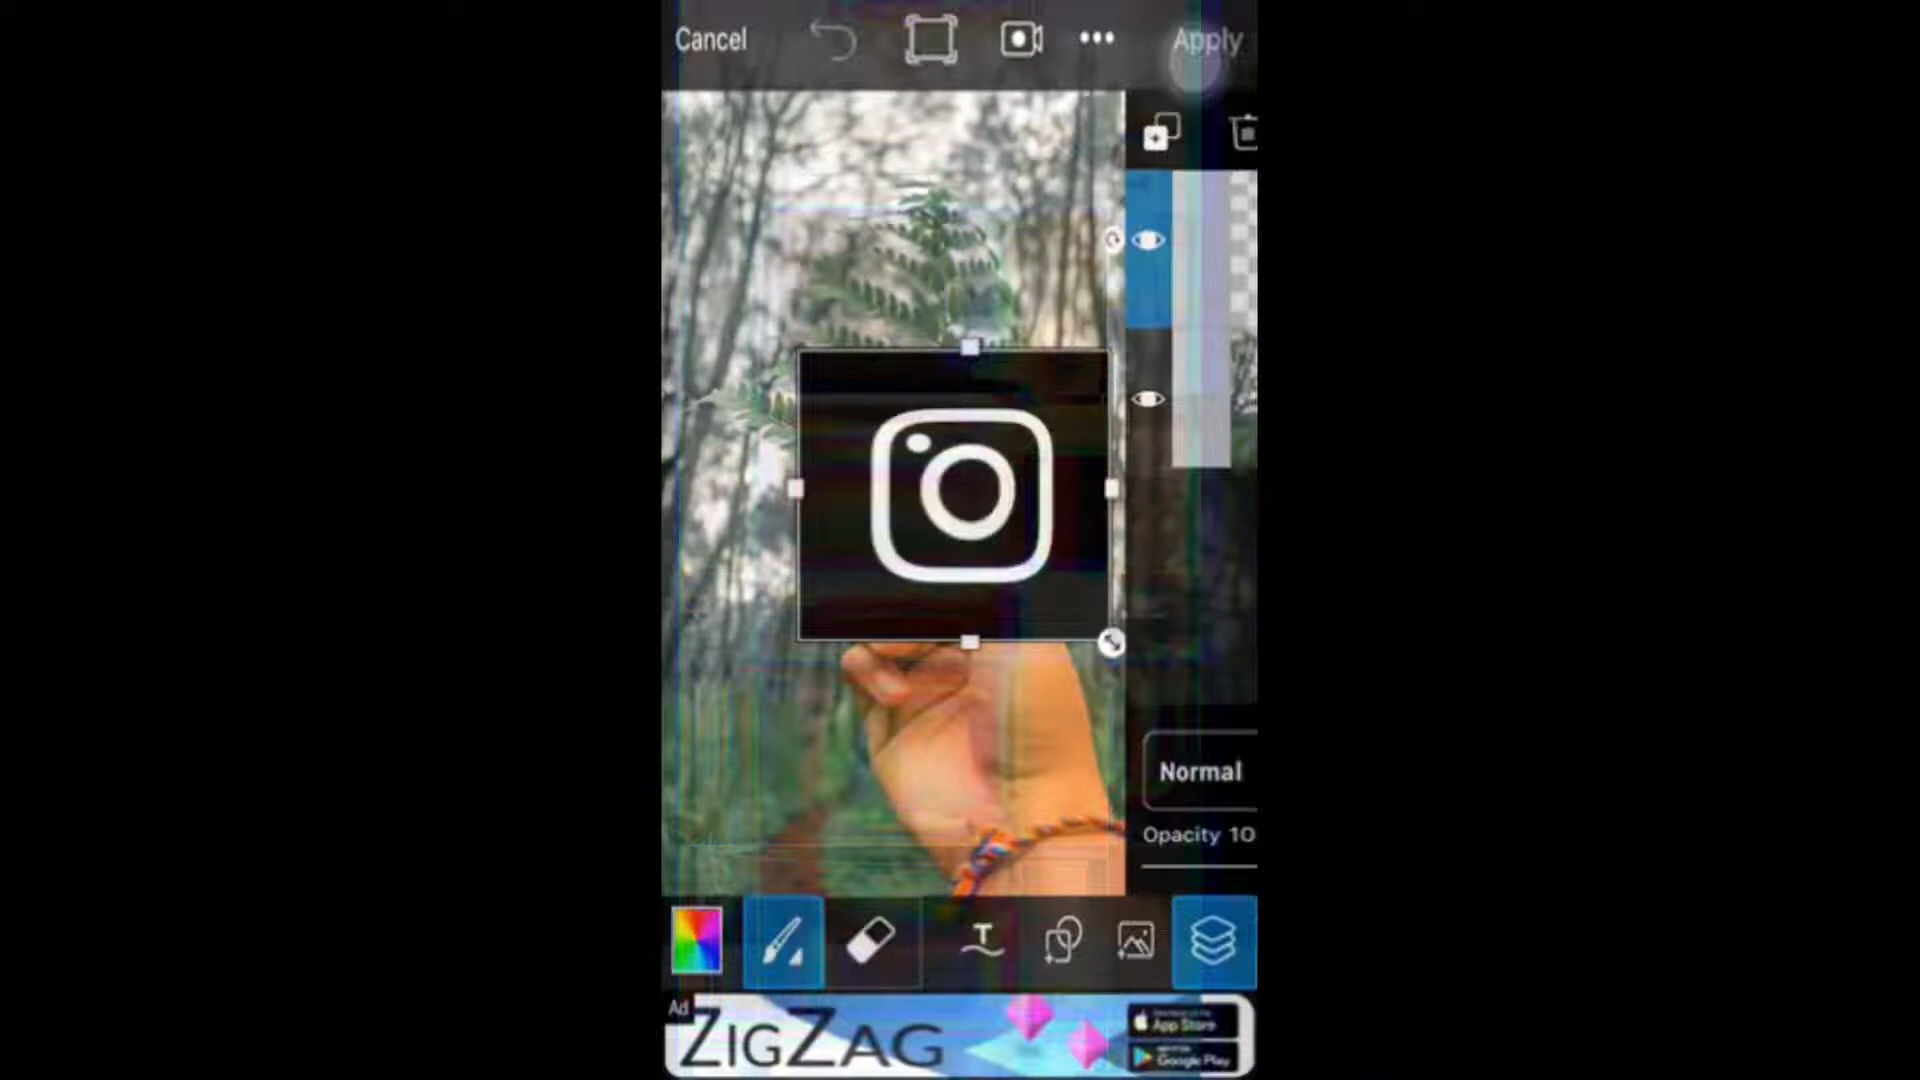 Cancel
Apply
Normal
Opacity 10
T
Ad
ZIGZAG
App Store
Google Play